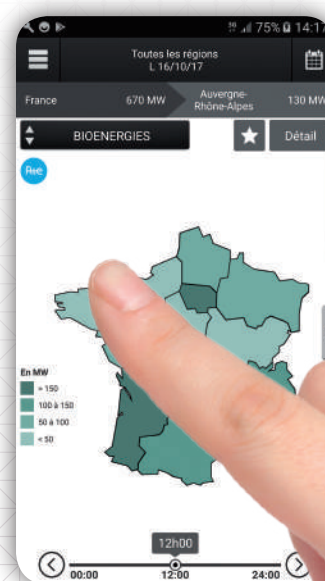 75% 14:17
Toutes les régions
L 16/10/17
France 670 MW Auvergne-Rhône-Alpes 130 MW
BIOENERGIES Détail
Rte
En MW
+ 150
100 à 150
50 à 100
< 50
12h00
00:00 12:00 24:00